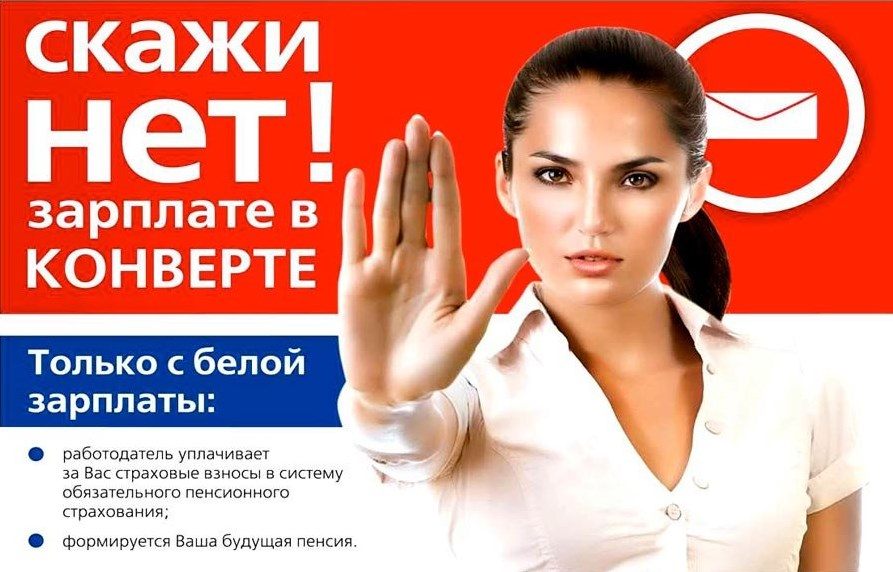 скажи
нет!
зарплате в
КОНВЕРТЕ
Только с белой
зарплаты:
работодатель уплачивает
за Вас страховые взносы в систему
обязательного пенсионного
страхования;
формируется Ваша будущая пенсия.